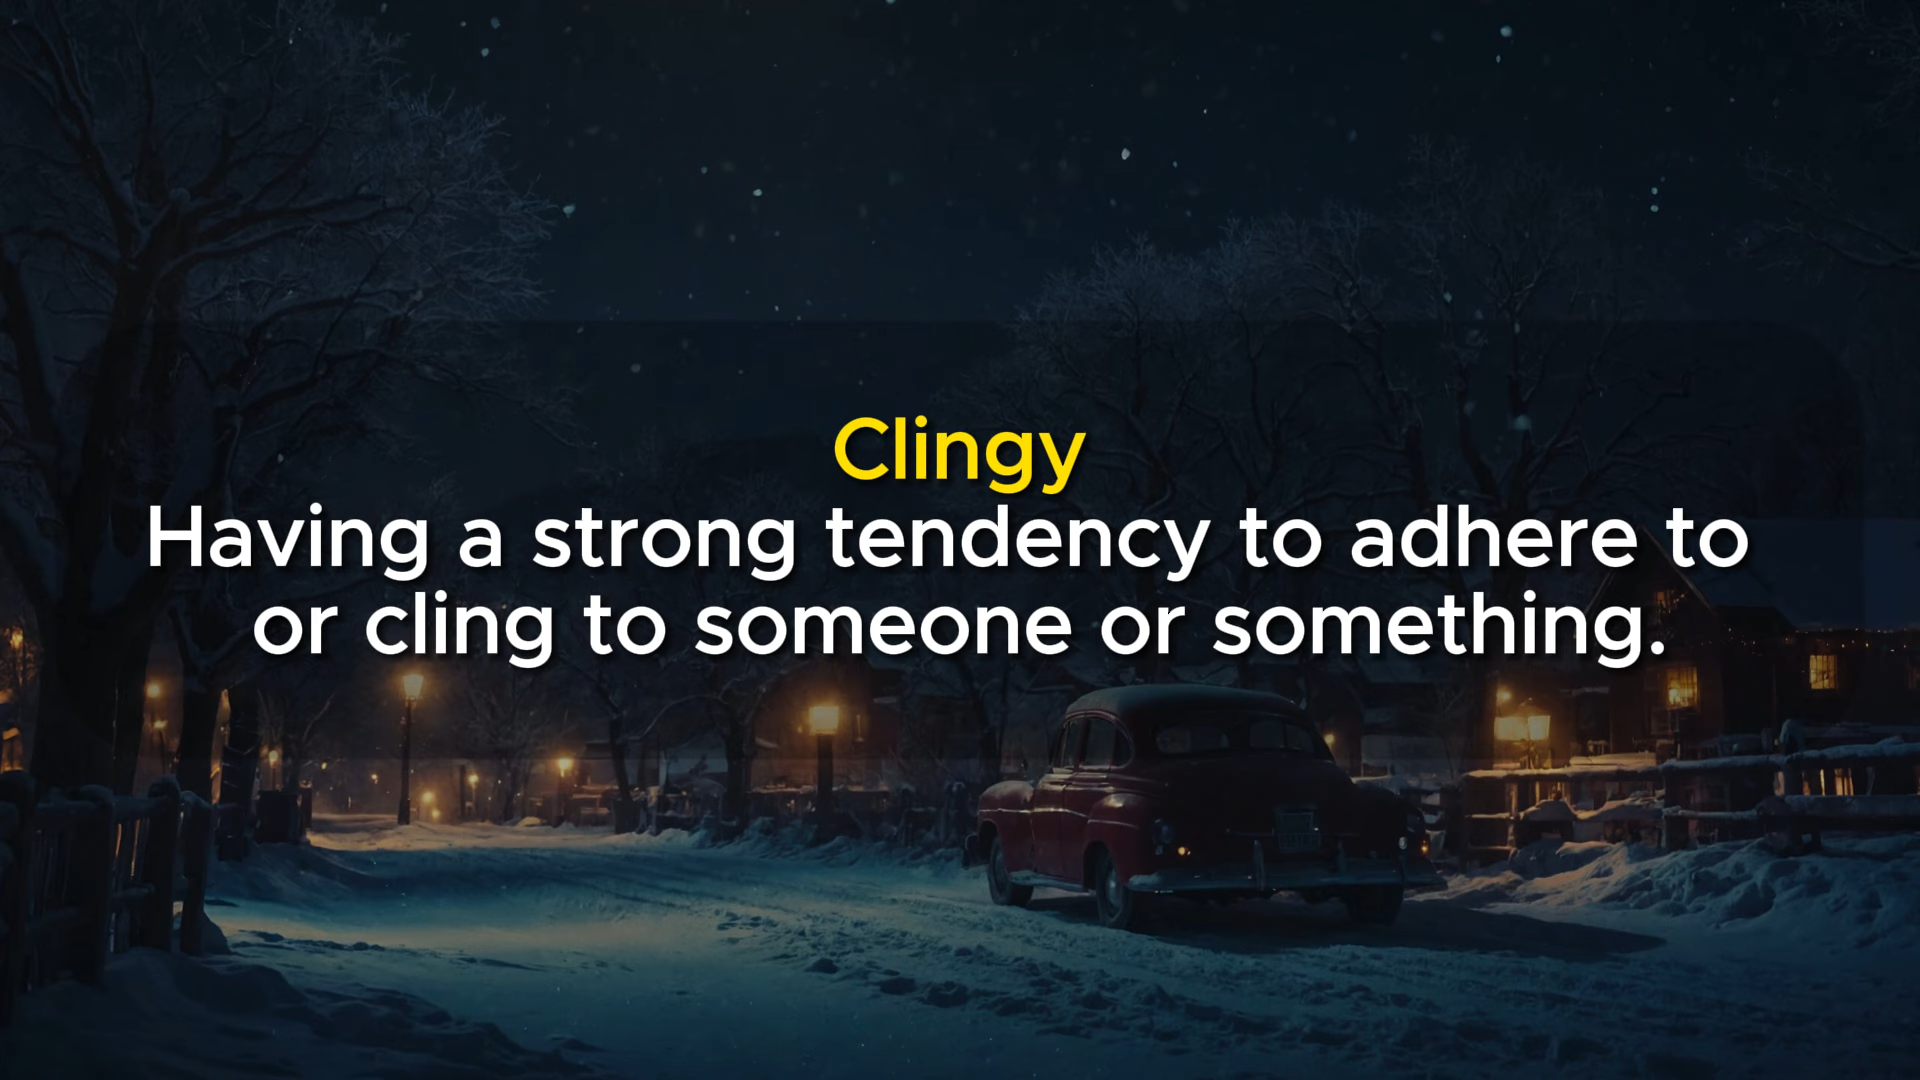 Clingy
Having a strong tendency to adhere to
or cling to someone or something.